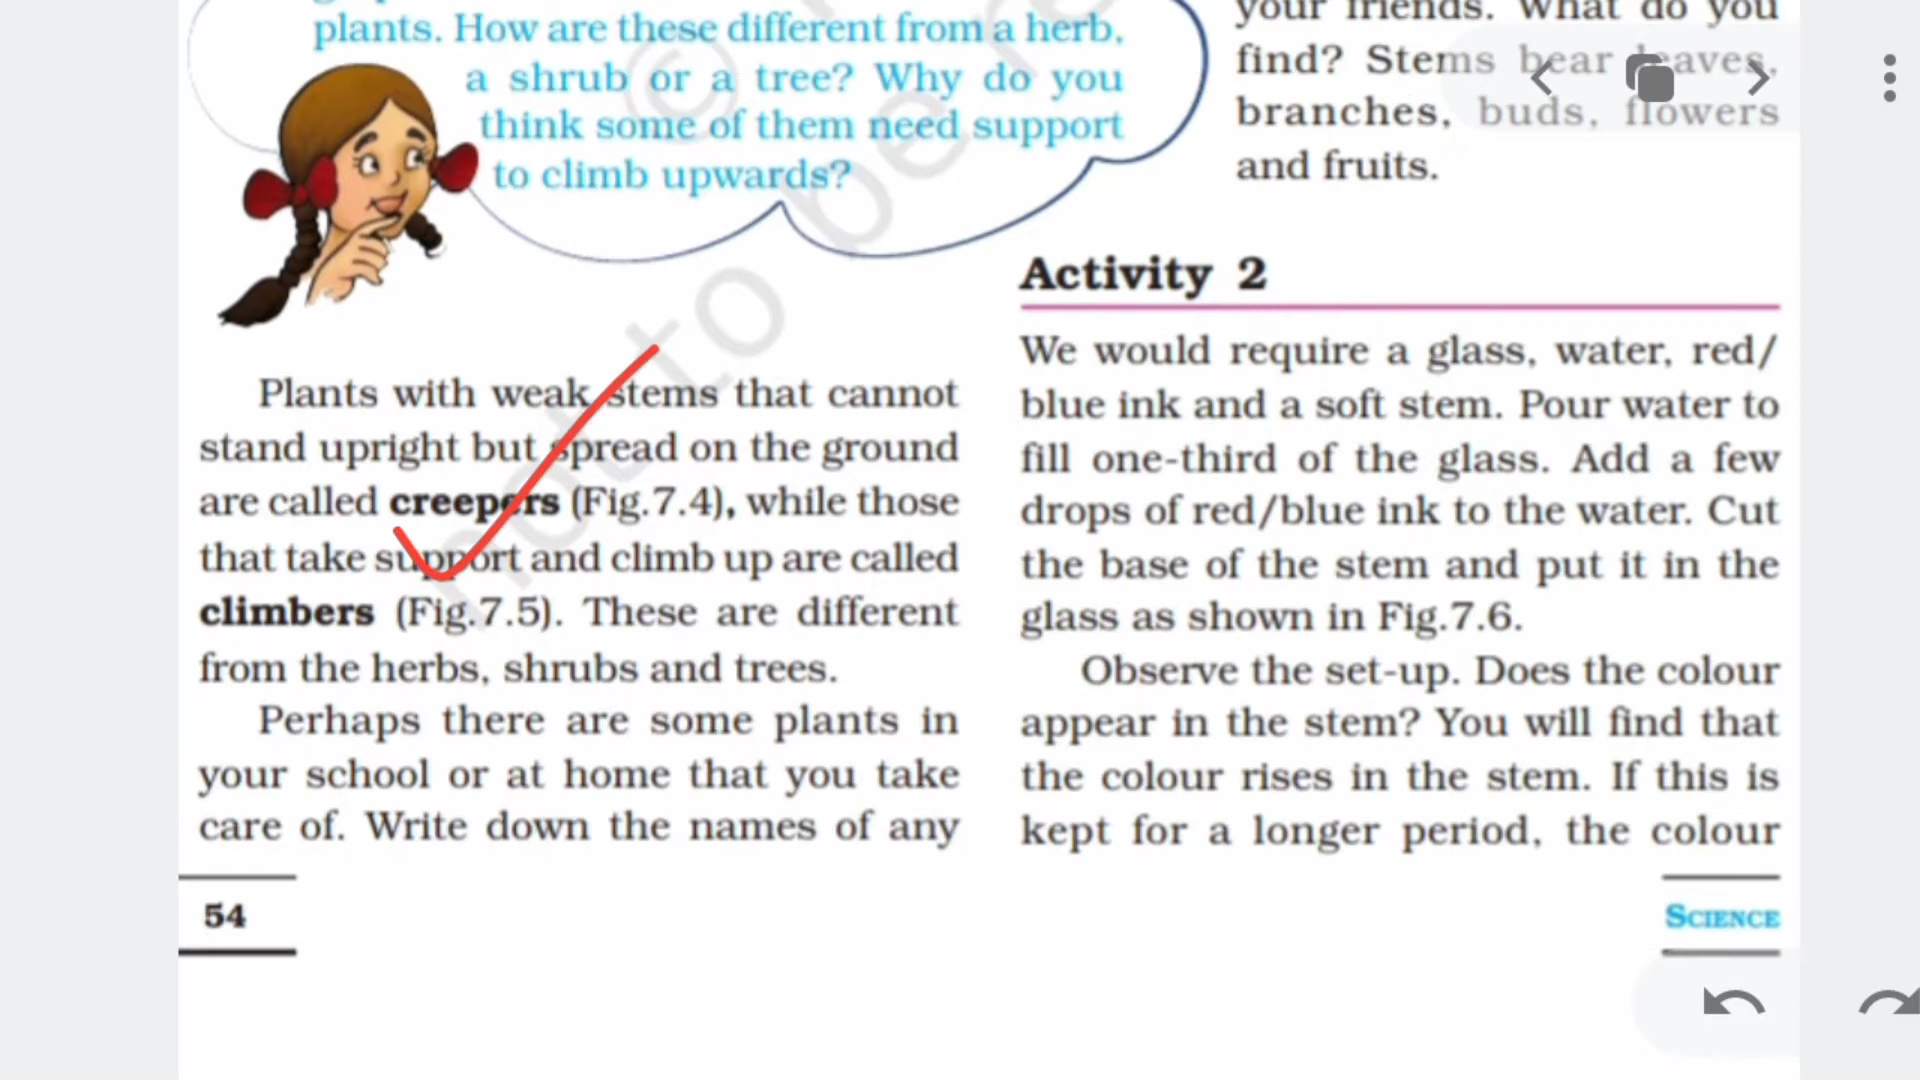 plants. How are these different from a herb,
a shrub or a tree? Why do you
think some of them need support
to climb upwards?
Plants with weak stems that cannot
stand upright but spread on the ground
are called creepers (Fig.7.4), while those
that take support and climb up are called
climbers (Fig.7.5). These are different
from the herbs, shrubs and trees.
Perhaps there are some plants in
your school or at home that you take
care of. Write down the names of any
54
your friends. What do you
find? Stems bear leaves,
branches, buds, flowers
and fruits.
Activity 2
We would require a glass, water, red/
blue ink and a soft stem. Pour water to
fill one-third of the glass. Add a few
drops of red/blue ink to the water. Cut
the base of the stem and put it in the
glass as shown in Fig.7.6.
Observe the set-up. Does the colour
appear in the stem? You will find that
the colour rises in the stem. If this is
kept for a longer period, the colour
SCIENCE
© not to be re